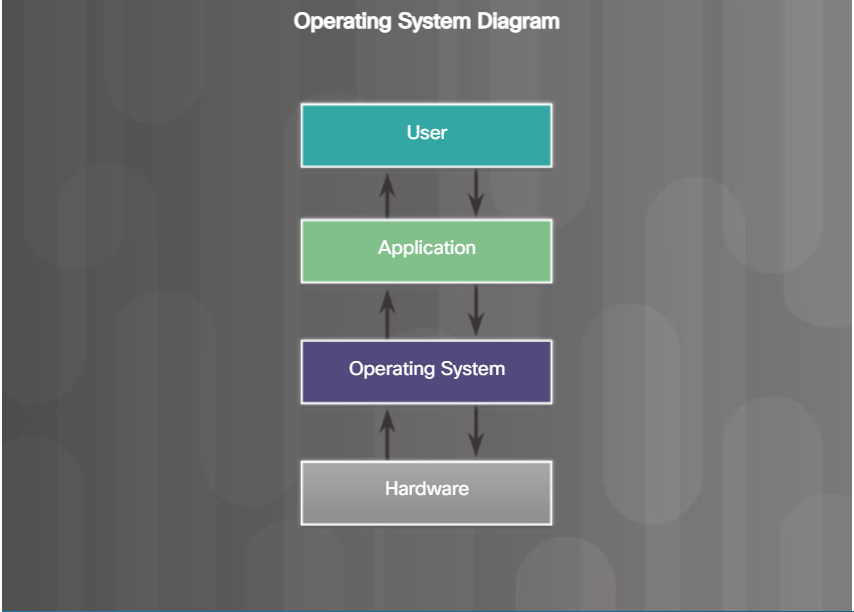 Operating System Diagram
User
Application
Operating System
Hardware